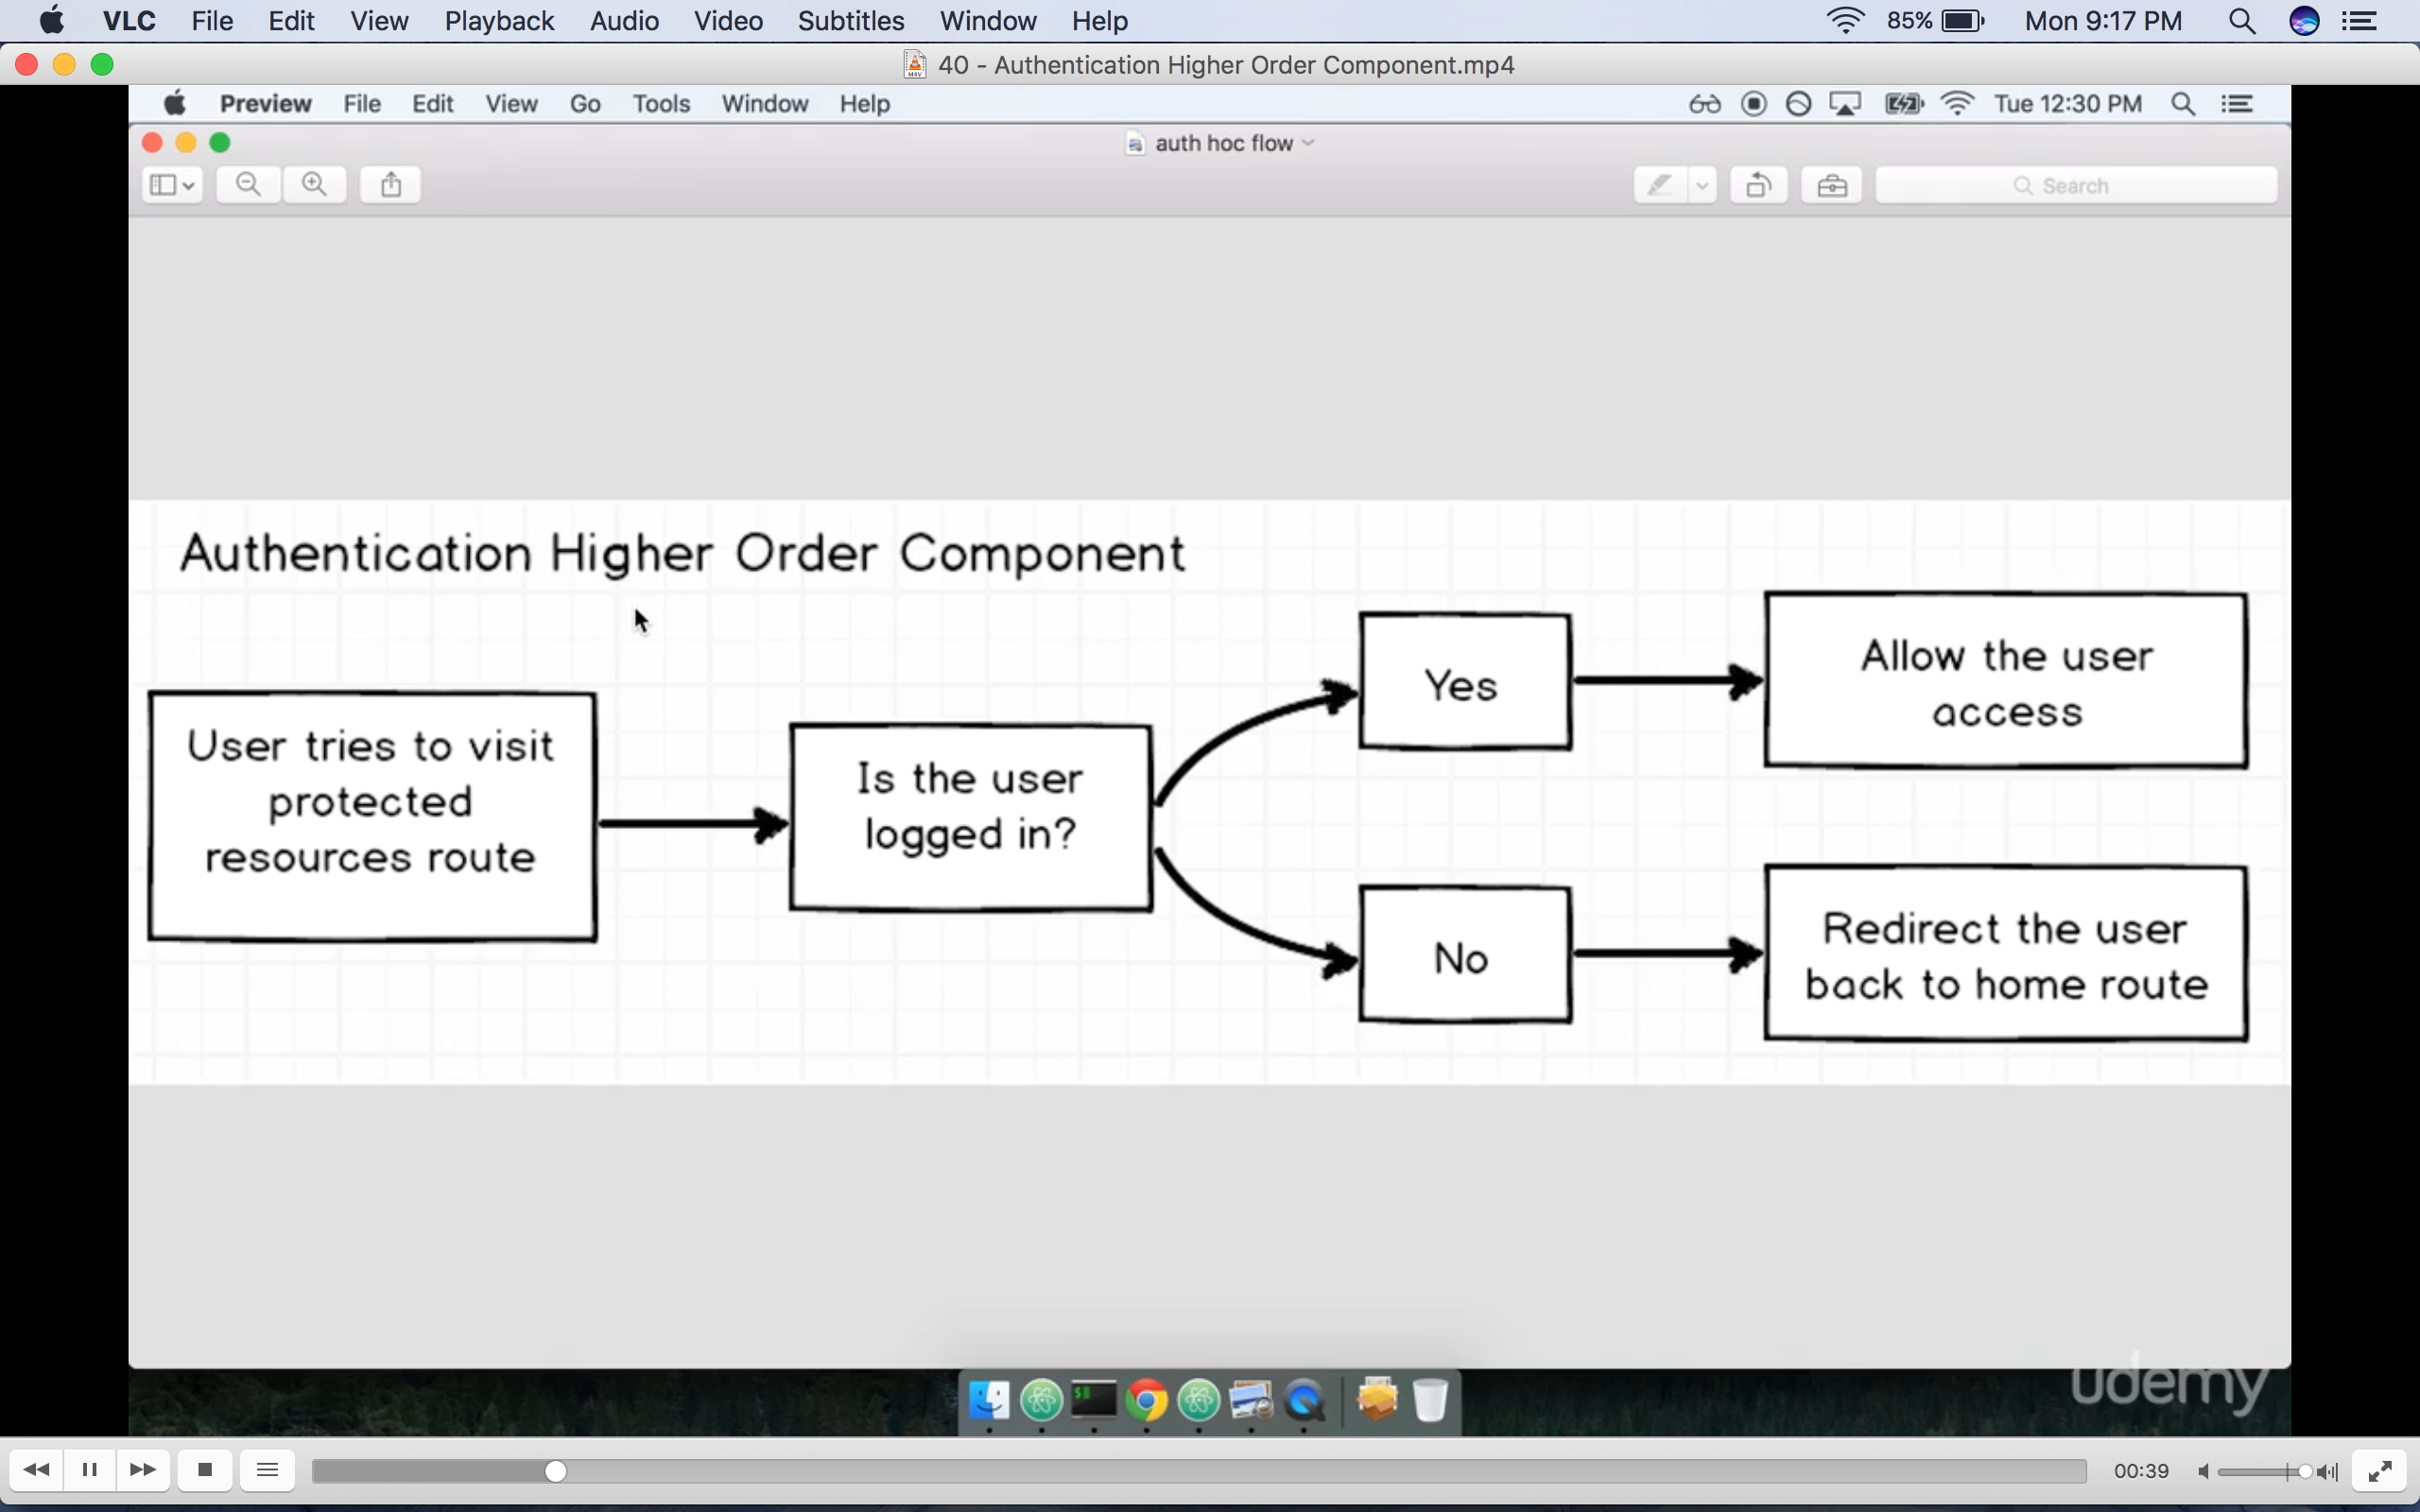 VLC File Edit View Playback Audio Video Subtitles Window Help 85% Mon 9:17 PM
40 - Authentication Higher Order Component.mp4
Preview File Edit View Go Tools Window Help Tue 12:30 PM
auth hoc flow
Search
Authentication Higher Order Component
User tries to visit
protected
resources route
Is the user
logged in?
Yes
Allow the user
access
No
Redirect the user
back to home route
udemy
00:39